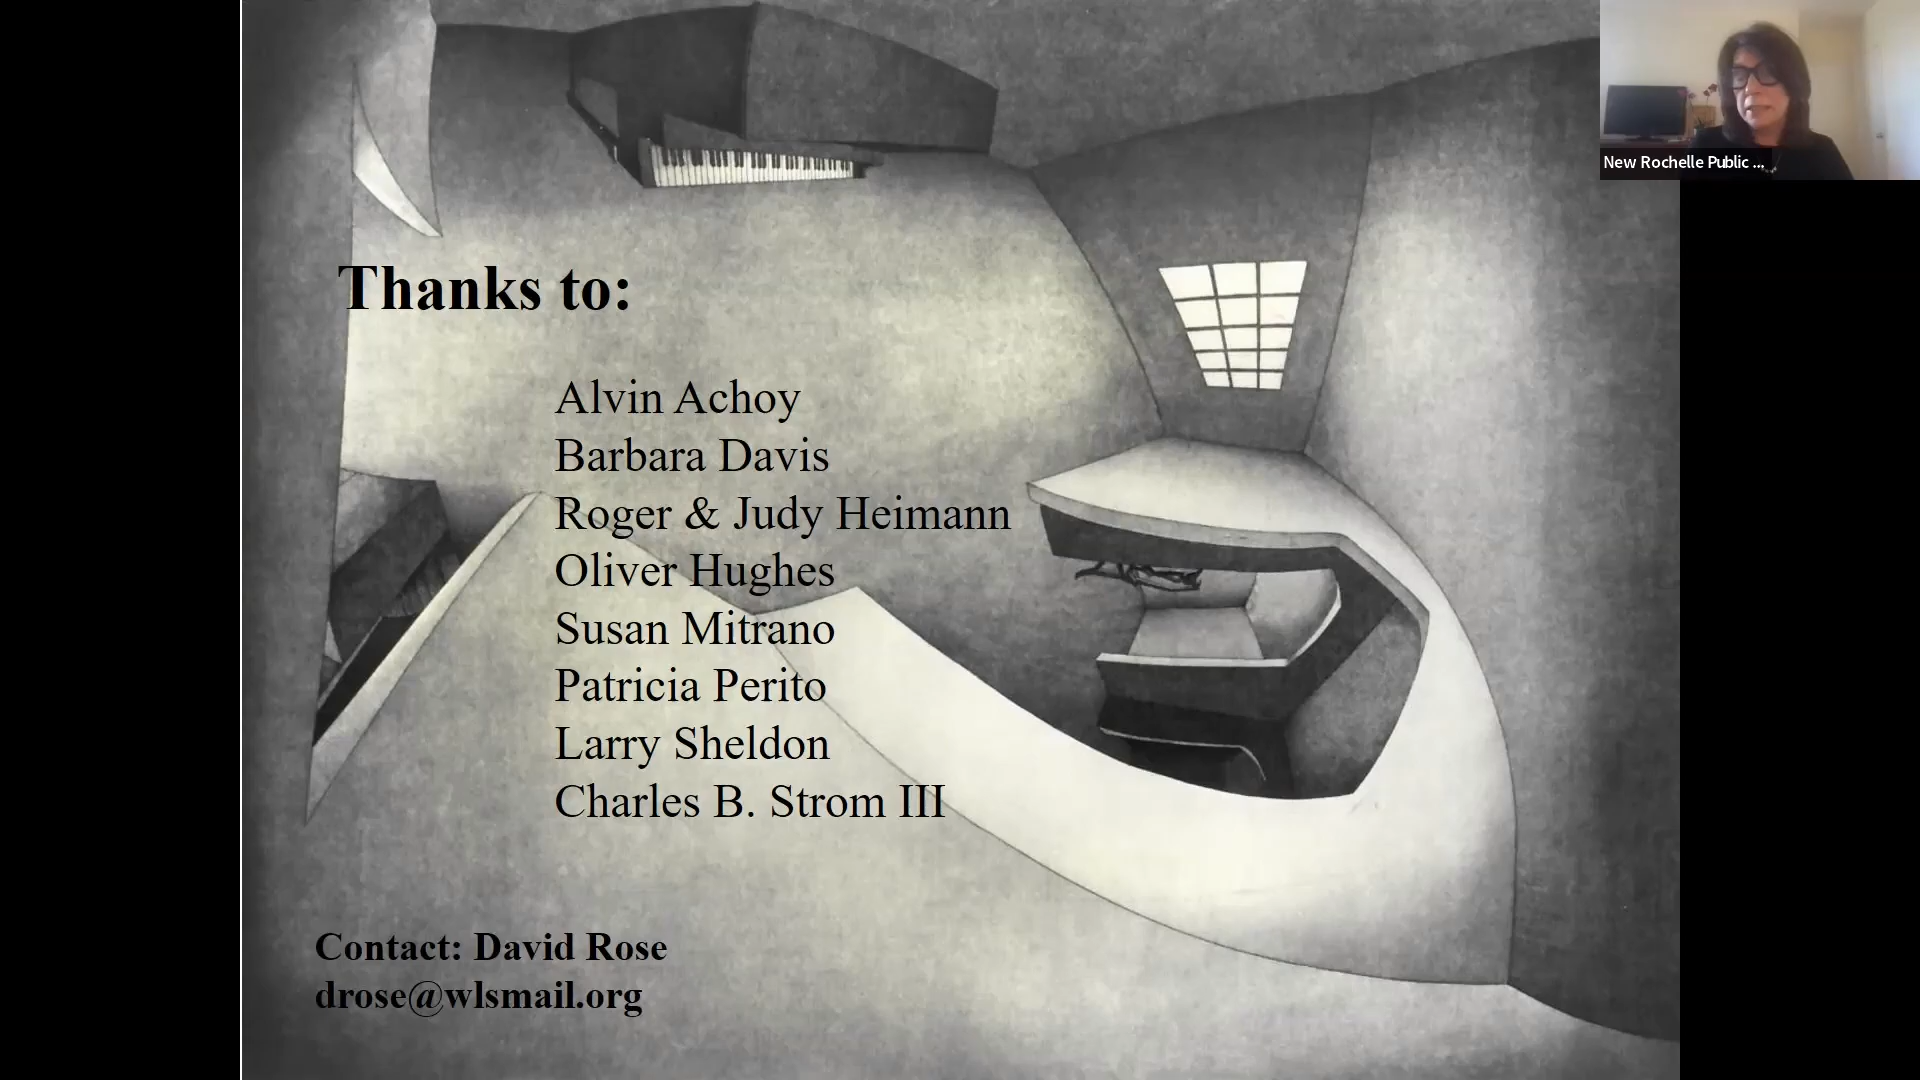 New Rochelle Public ...
Thanks to:
Alvin Achoy
Barbara Davis
Roger & Judy Heimann
Oliver Hughes
Susan Mitrano
Patricia Perito
Larry Sheldon
Charles B. Strom III
Contact: David Rose
drose@wlsmail.org